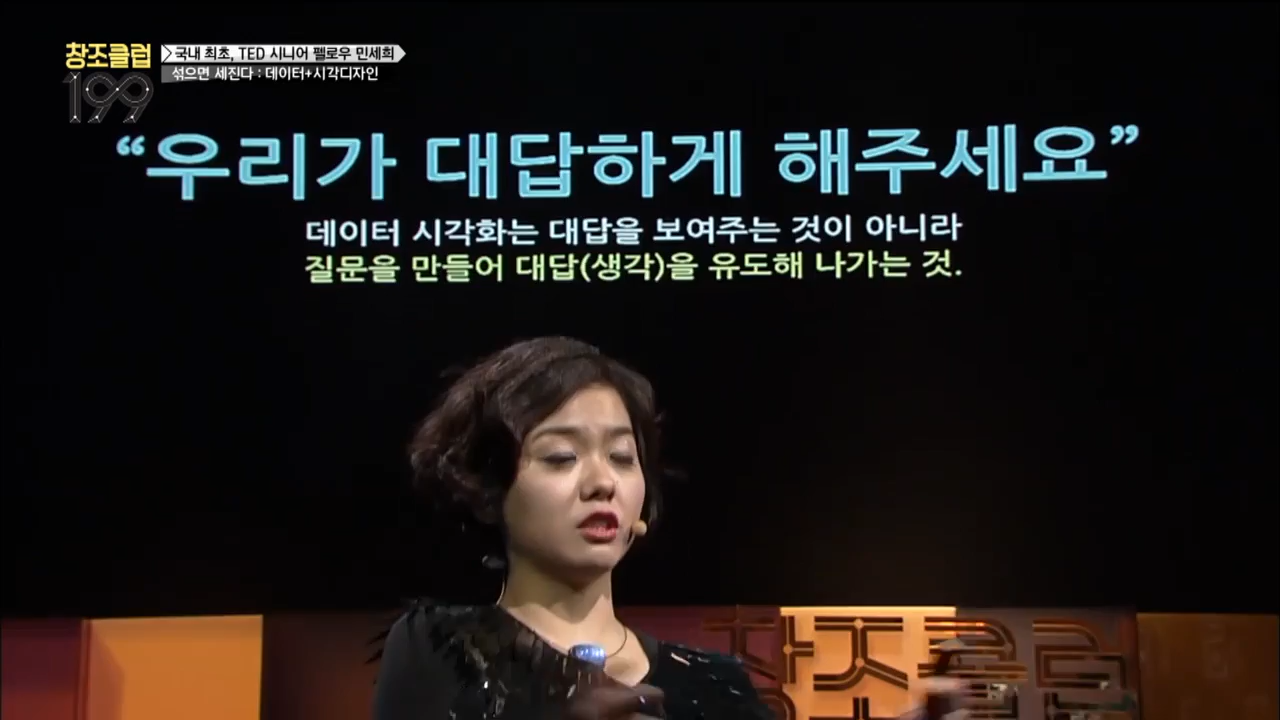 창조클럽
199
국내 최초, TED 시니어 펠로우 민세희
섞으면 세진다 : 데이터+시각디자인
“우리가 대답하게 해주세요”
데이터 시각화는 대답을 보여주는 것이 아니라
질문을 만들어 대답(생각)을 유도해 나가는 것.
창조클럽